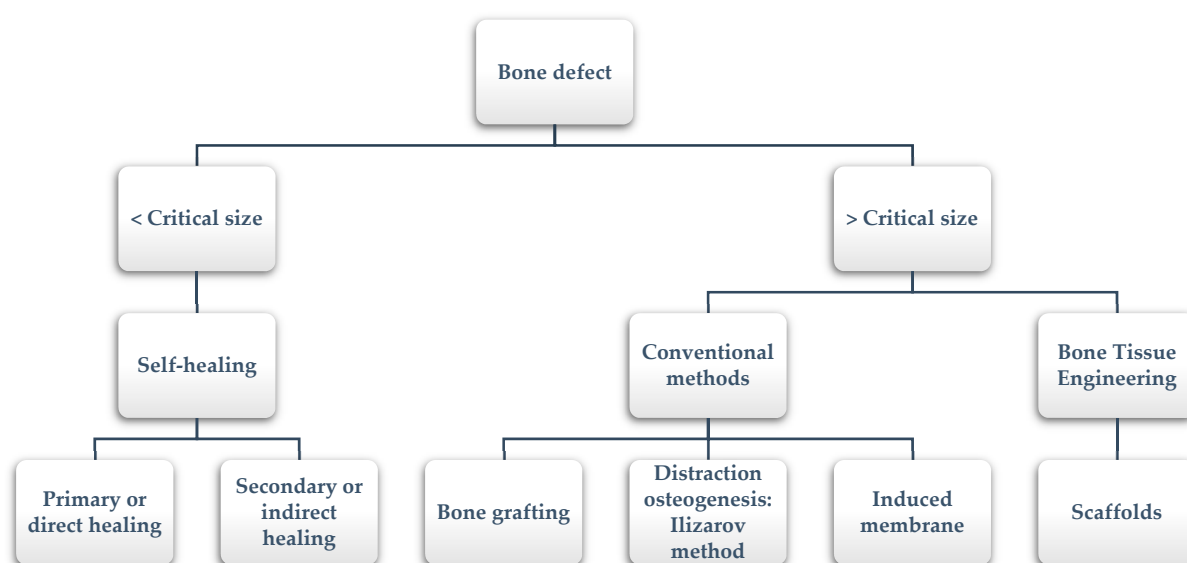 Bone defect
< Critical size
> Critical size
Self-healing
Conventional
methods
Bone Tissue
Engineering
Primary or
direct healing
Secondary or
indirect
healing
Bone grafting
Distraction
osteogenesis:
Ilizarov
method
Induced
membrane
Scaffolds